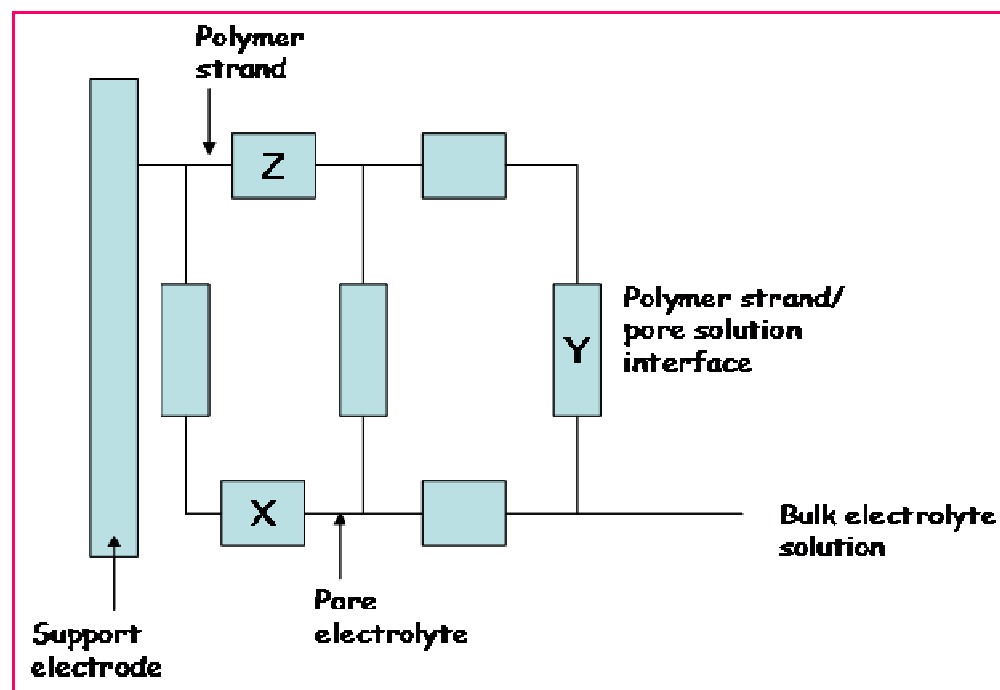 Polymer
strand
Z
Polymer strand/
pore solution
interface
Y
X
Bulk electrolyte
solution
Pore
electrolyte
Support
electrode